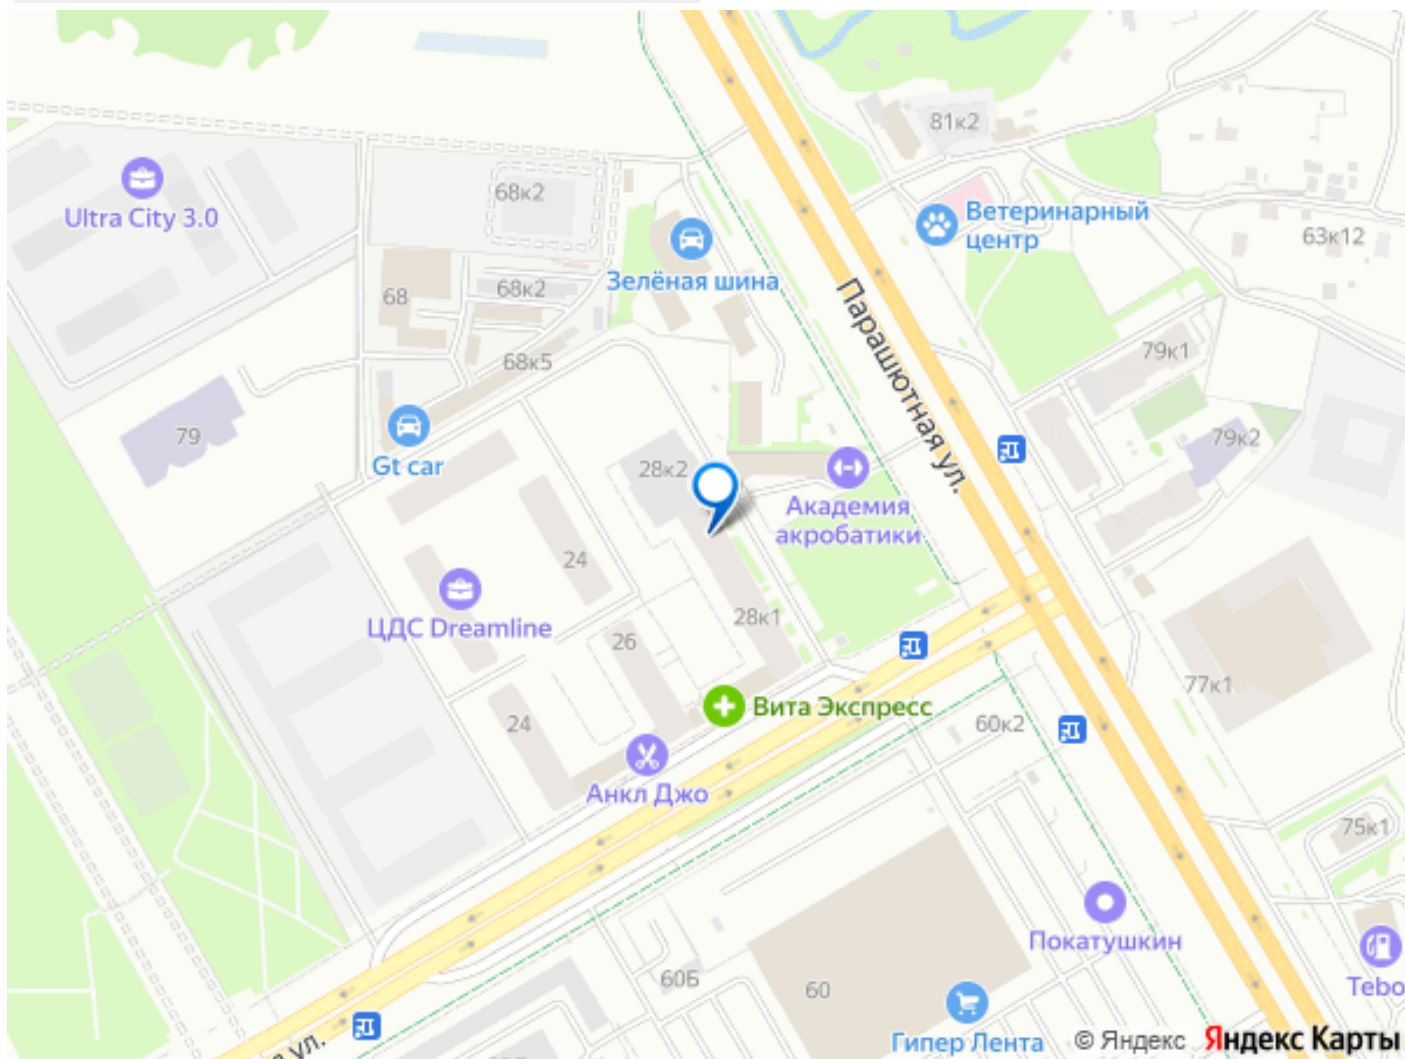 81к2
68к2
Ultra City 3.0
Ветеринарный
центр
63к12
Зелёная шина
68
68к2
79к1
68к5
Парашютная ул.
79
79к2
Gt car
28к2
Академия
акробатики
24
ЦДС Dreamline
28к1
26
77к1
24
Вита Экспресс
60к2
Анкл Джо
75к1
Покатушкин
60Б
60
Tebo
Гипер Лента
© Яндекс Яндекс Карты
ул.